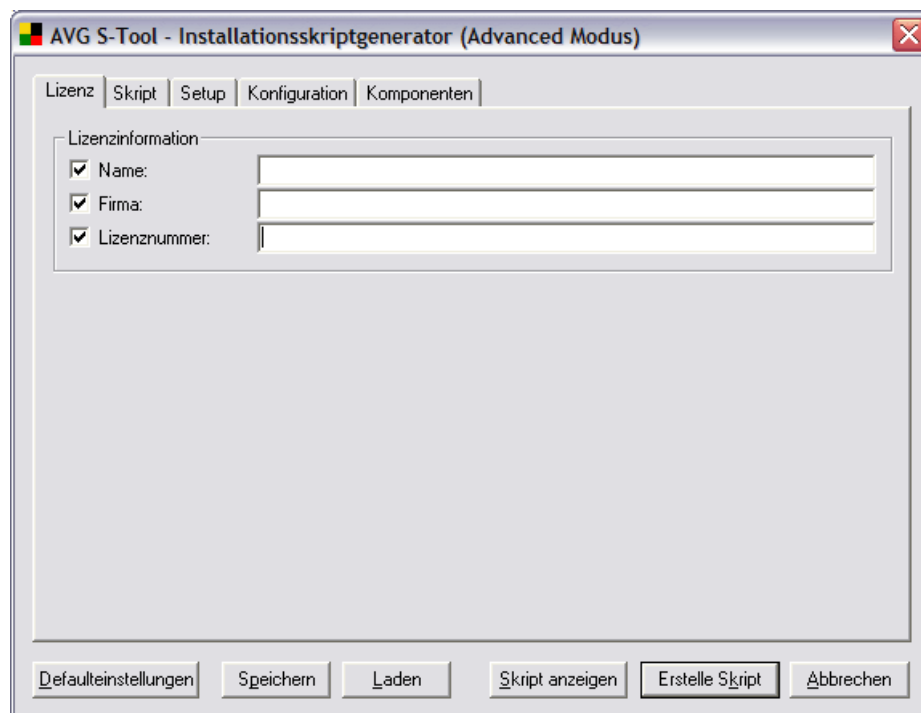 AVG S-Tool - Installationsskriptgenerator (Advanced Modus)
Lizenz Skript Setup Konfiguration Komponenten
Lizenzinformation
Name:
Firma:
Lizenznummer:
Defaulteinstellungen Speichern Laden Skript anzeigen Erstelle Skript Abbrechen